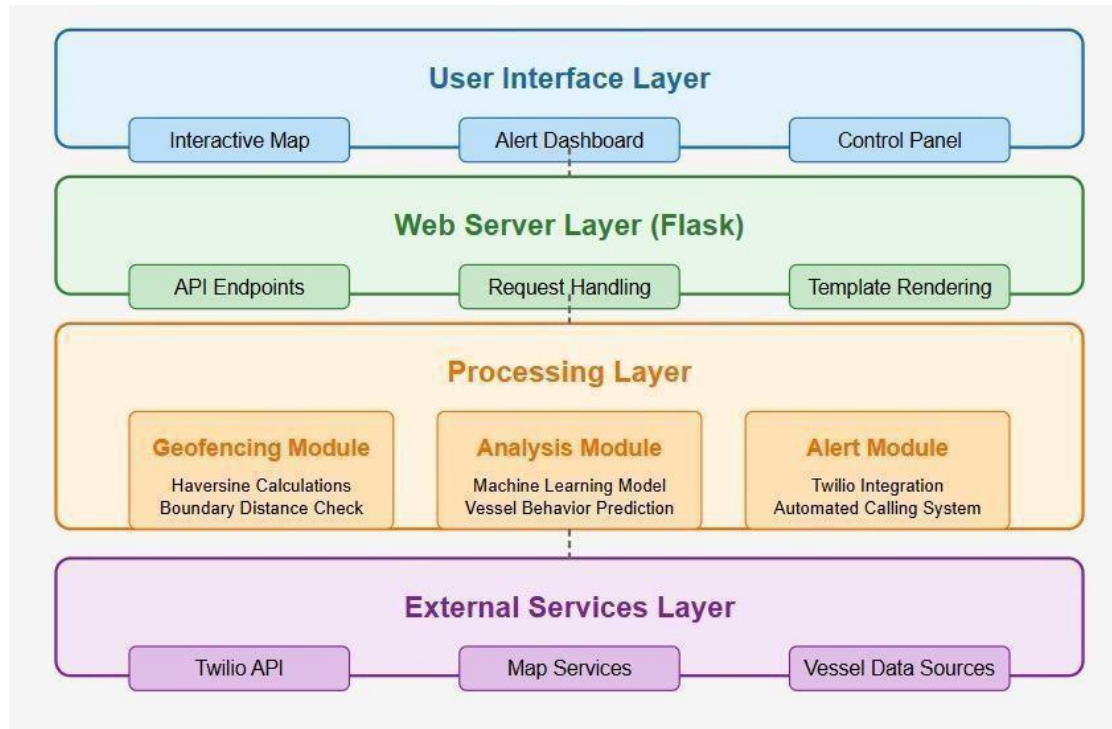 User Interface Layer
Interactive Map
Alert Dashboard
Control Panel
Web Server Layer (Flask)
API Endpoints
Request Handling
Template Rendering
Processing Layer
Geofencing Module
Haversine Calculations
Boundary Distance Check
Analysis Module
Machine Learning Model
Vessel Behavior Prediction
Alert Module
Twilio Integration
Automated Calling System
External Services Layer
Twilio API
Map Services
Vessel Data Sources